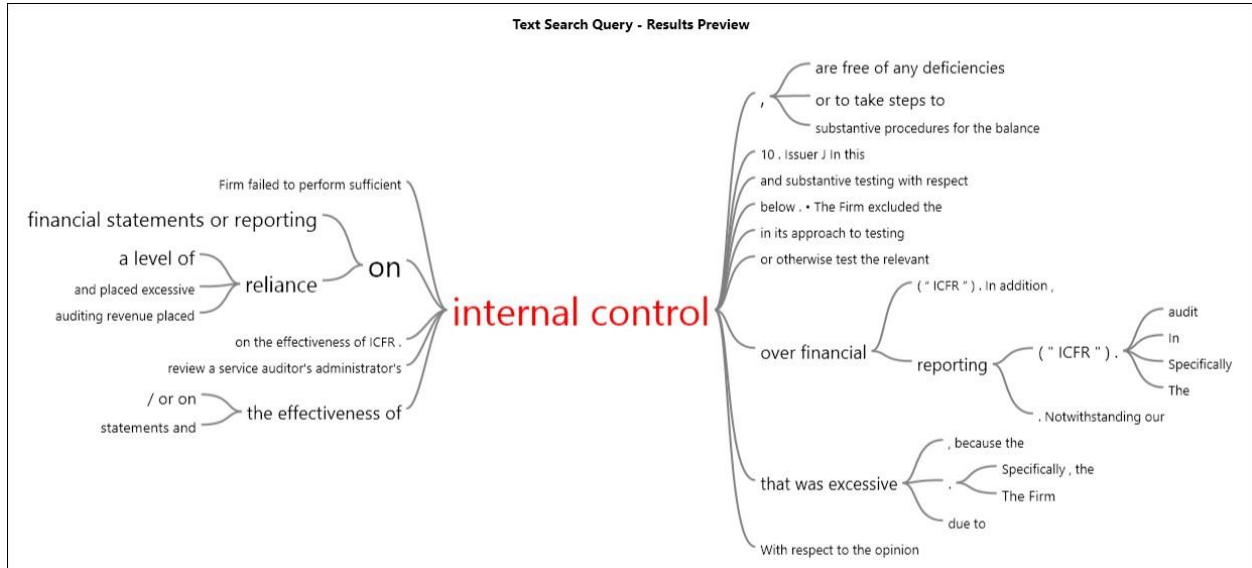 Text Search Query - Results Preview
Firm failed to perform sufficient
financial statements or reporting
a level of
and placed excessive
auditing revenue placed
reliance
on
on the effectiveness of ICFR .
review a service auditor's administrator's
/ or on
statements and
the effectiveness of
internal control
,
are free of any deficiencies
or to take steps to
substantive procedures for the balance
10 . Issuer J In this
and substantive testing with respect
below . • The Firm excluded the
in its approach to testing
or otherwise test the relevant
over financial
( " ICFR " ) . In addition ,
reporting
( " ICFR " ) .
audit
In
Specifically
The
. Notwithstanding our
that was excessive
, because the
.
Specifically , the
The Firm
due to
With respect to the opinion